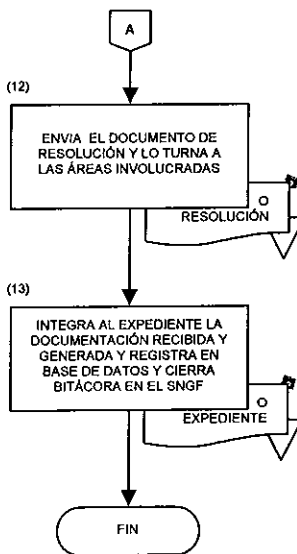 A
(12)
ENVIA EL DOCUMENTO DE
RESOLUCIÓN Y LO TURNA A
LAS ÁREAS INVOLUCRADAS
O
RESOLUCIÓN
(13)
INTEGRA AL EXPEDIENTE LA
DOCUMENTACIÓN RECIBIDA Y
GENERADA Y REGISTRA EN
BASE DE DATOS Y CIERRA
BITÁCORA EN EL SNGF
O
EXPEDIENTE
FIN